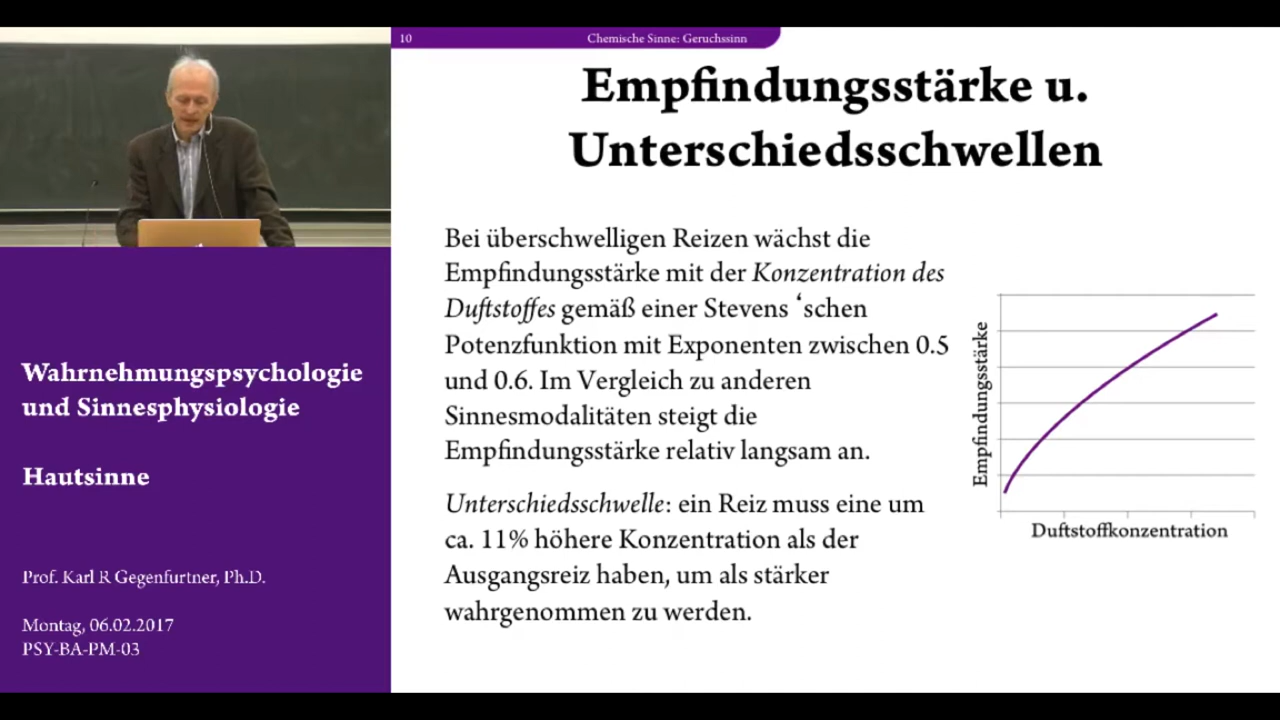 10
Chemische Sinne: Geruchssinn
Empfindungsstärke u.
Unterschiedsschwellen
Bei überschwelligen Reizen wächst die
Empfindungsstärke mit der Konzentration des
Duftstoffes gemäß einer Stevens ‘schen
Potenzfunktion mit Exponenten zwischen 0.5
und 0.6. Im Vergleich zu anderen
Sinnesmodalitäten steigt die
Empfindungsstärke relativ langsam an.
Unterschiedsschwelle: ein Reiz muss eine um
ca. 11% höhere Konzentration als der
Ausgangsreiz haben, um als stärker
wahrgenommen zu werden.
Empfindungsstärke
Duftstoffkonzentration
Wahrnehmungspsychologie
und Sinnesphysiologie
Hautsinne
Prof. Karl R Gegenfurtner, Ph.D.
Montag, 06.02.2017
PSY-BA-PM-03